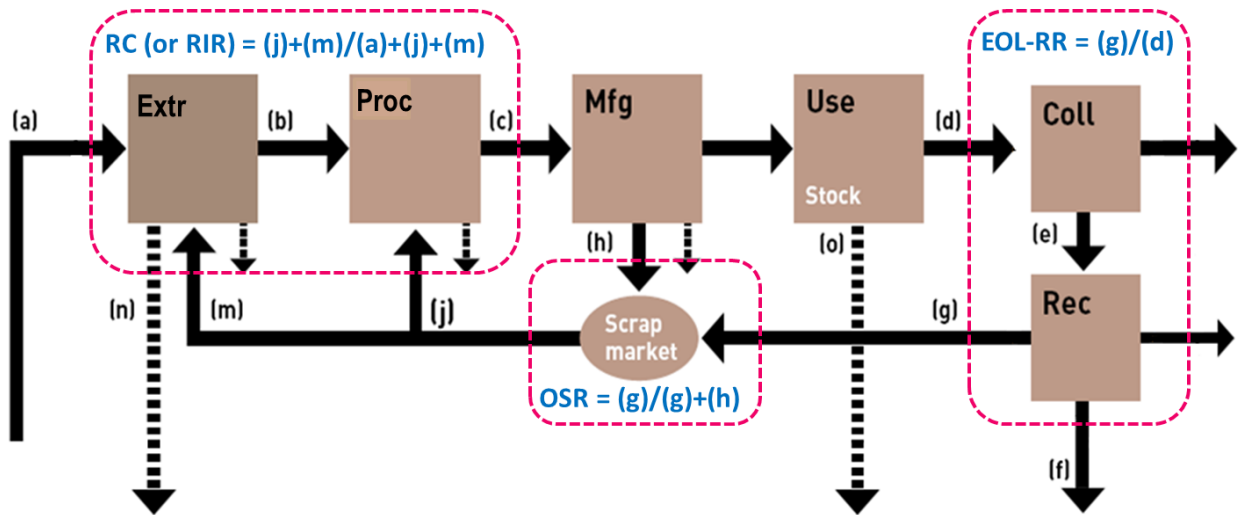 RC (or RIR) = (j)+(m)/(a)+(j)+(m)
EOL-RR = (g)/(d)
Extr
Proc
Mfg
Use
Coll
(a)
(b)
(c)
(d)
Stock
(h)
(o)
(e)
(n)
(m)
(j)
Scrap
market
(g)
Rec
OSR = (g)/(g)+(h)
(f)